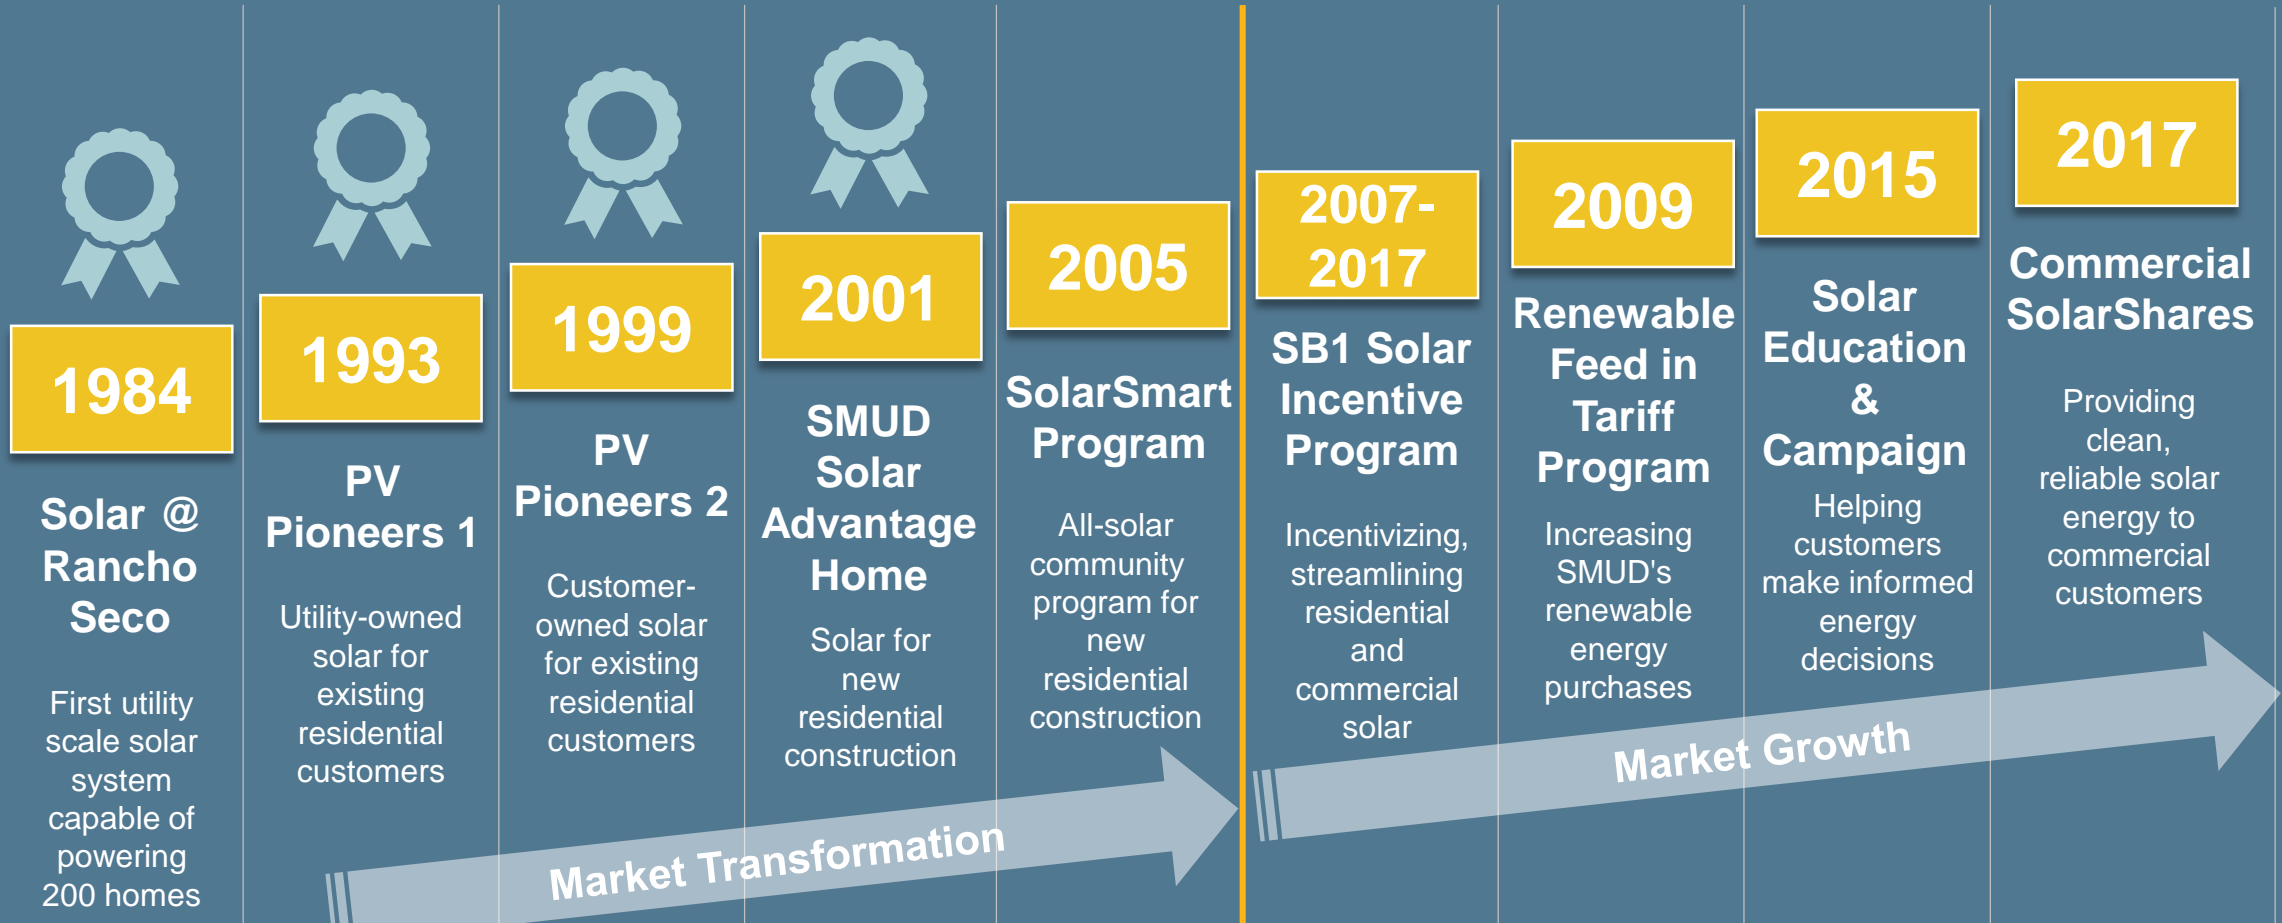 1984
Solar @
Rancho
Seco
First utility
scale solar
system
capable of
powering
200 homes
1993
PV
Pioneers 1
Utility-owned
solar for
existing
residential
customers
1999
PV
Pioneers 2
Customer-
owned solar
for existing
residential
customers
2001
SMUD
Solar
Advantage
Home
Solar for
new
residential
construction
2005
SolarSmart
Program
All-solar
community
program for
new
residential
construction
Market Transformation
2007-
2017
SB1 Solar
Incentive
Program
Incentivizing,
streamlining
residential
and
commercial
solar
2009
Renewable
Feed in
Tariff
Program
Increasing
SMUD's
renewable
energy
purchases
2015
Solar
Education
&
Campaign
Helping
customers
make informed
energy
decisions
2017
Commercial
SolarShares
Providing
clean,
reliable solar
energy to
commercial
customers
Market Growth